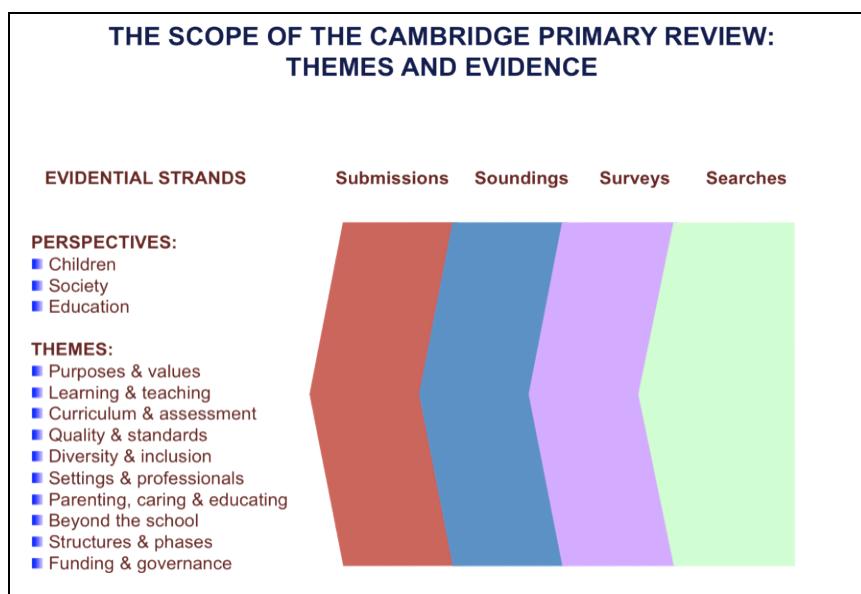 THE SCOPE OF THE CAMBRIDGE PRIMARY REVIEW:
THEMES AND EVIDENCE
EVIDENTIAL STRANDS Submissions Soundings Surveys Searches
PERSPECTIVES:
Children
Society
Education
THEMES:
Purposes & values
Learning & teaching
Curriculum & assessment
Quality & standards
Diversity & inclusion
Settings & professionals
Parenting, caring & educating
Beyond the school
Structures & phases
Funding & governance